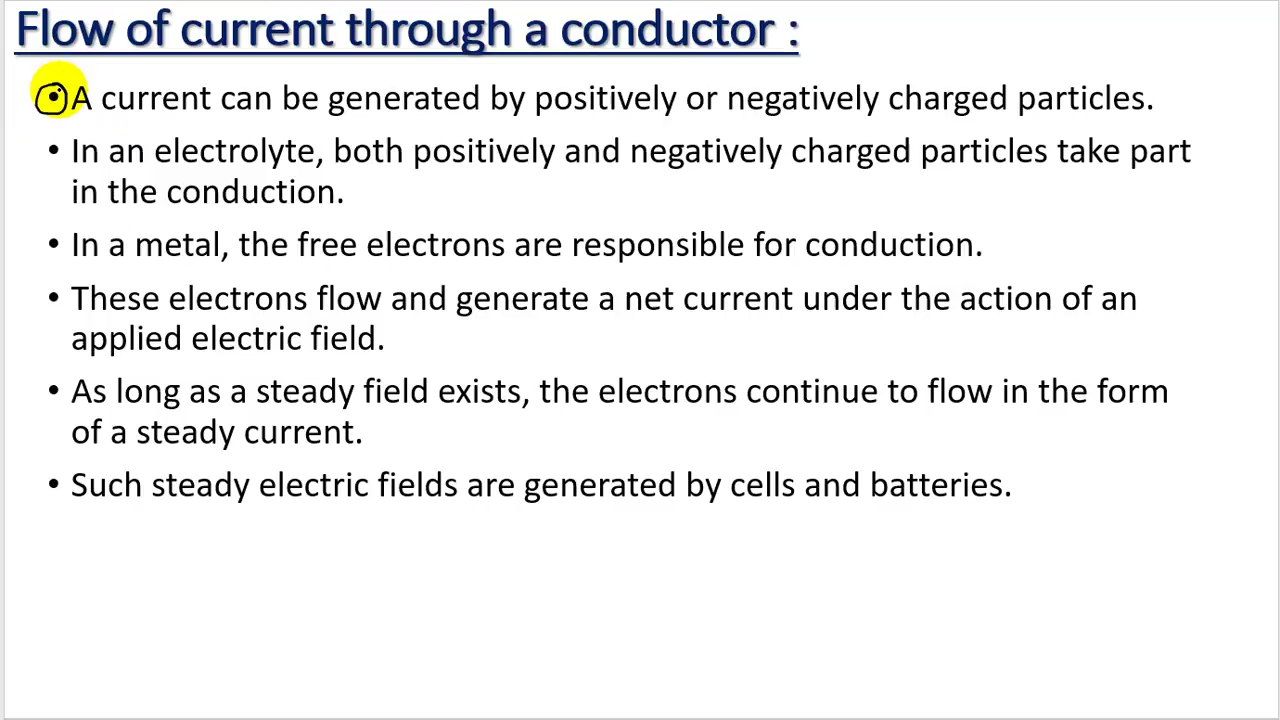 Flow of current through a conductor :
• A current can be generated by positively or negatively charged particles.
• In an electrolyte, both positively and negatively charged particles take part
in the conduction.
• In a metal, the free electrons are responsible for conduction.
• These electrons flow and generate a net current under the action of an
applied electric field.
• As long as a steady field exists, the electrons continue to flow in the form
of a steady current.
• Such steady electric fields are generated by cells and batteries.